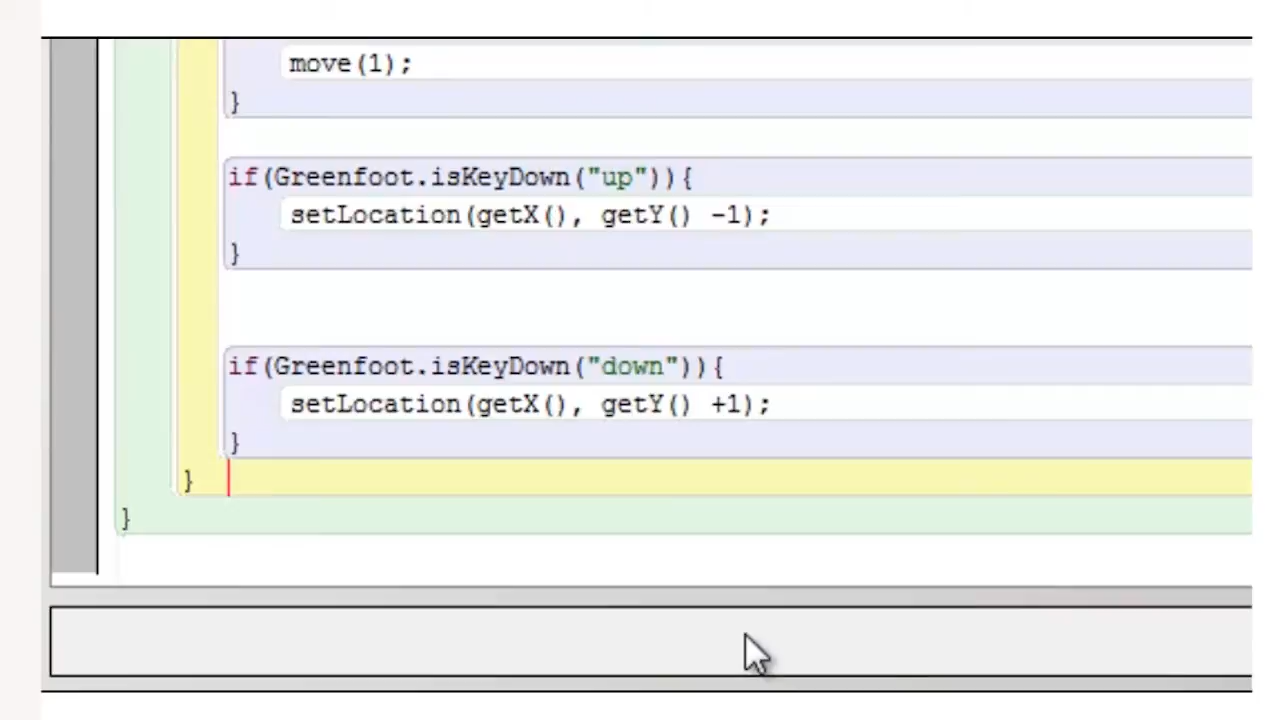 move(1);
}
if(Greenfoot.isKeyDown("up")){
setLocation(getX(), getY() -1);
}
if(Greenfoot.isKeyDown("down")){
setLocation(getX(), getY() +1);
}
}
}